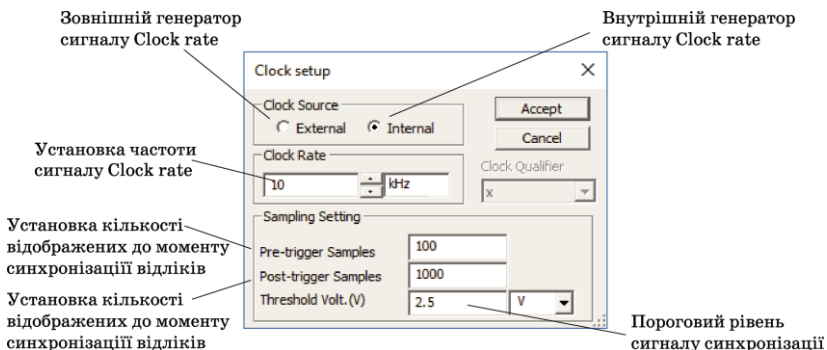 Зовнішній генератор
сигналу Clock rate
Внутрішній генератор
сигналу Clock rate
Clock setup
Clock Source
External
Internal
Accept
Cancel
Установка частоти
сигналу Clock rate
Clock Rate
10
kHz
Clock Qualifier
x
Sampling Setting
Установка кількості
відображених до моменту
синхронізаціїї відліків
Pre-trigger Samples
100
Post-trigger Samples
1000
Threshold Volt.(V)
2.5
V
Установка кількості
відображених до моменту
синхронізаціїї відліків
Пороговий рівень
сигналу синхронізації